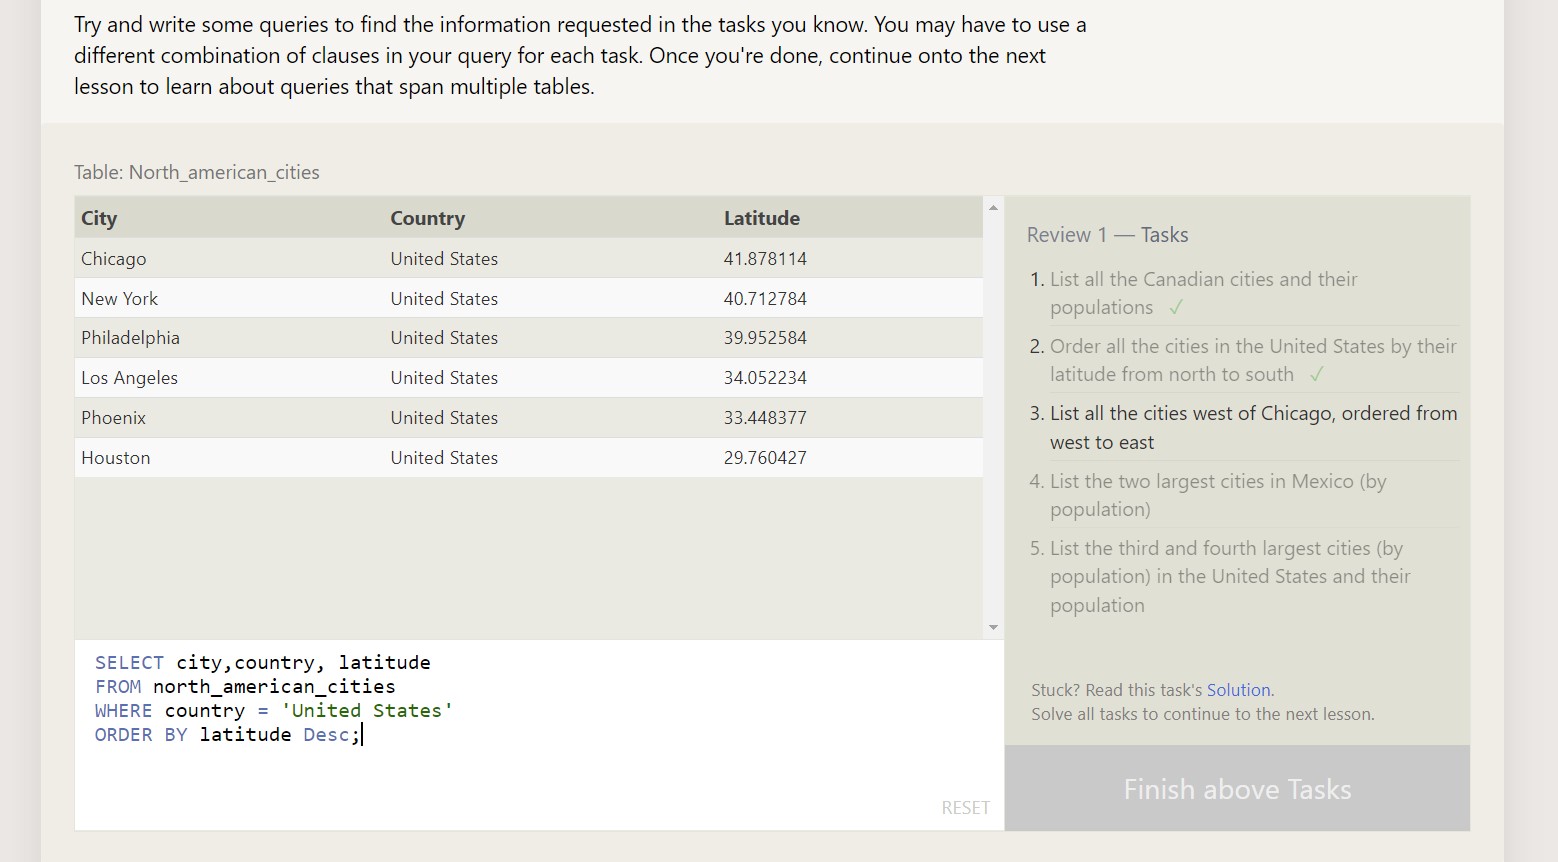 Try and write some queries to find the information requested in the tasks you know. You may have to use a
different combination of clauses in your query for each task. Once you're done, continue onto the next
lesson to learn about queries that span multiple tables.
Table: North_american_cities
City Country Latitude
Chicago United States 41.878114
New York United States 40.712784
Philadelphia United States 39.952584
Los Angeles United States 34.052234
Phoenix United States 33.448377
Houston United States 29.760427
SELECT city,country, latitude
FROM north_american_cities
WHERE country = 'United States'
ORDER BY latitude Desc;
RESET
Review 1 — Tasks
1. List all the Canadian cities and their
populations ✓
2. Order all the cities in the United States by their
latitude from north to south ✓
3. List all the cities west of Chicago, ordered from
west to east
4. List the two largest cities in Mexico (by
population)
5. List the third and fourth largest cities (by
population) in the United States and their
population
Stuck? Read this task's Solution.
Solve all tasks to continue to the next lesson.
Finish above Tasks